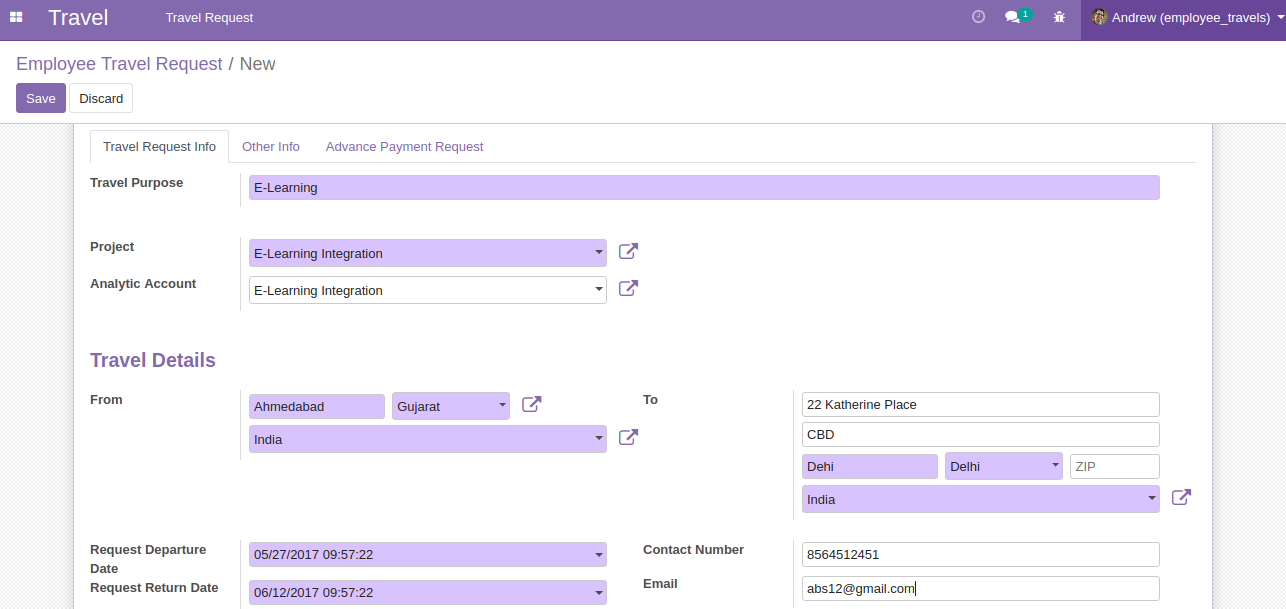 Travel Travel Request 1 Andrew (employee_travels)
Employee Travel Request / New
Save Discard
Travel Request Info Other Info Advance Payment Request
Travel Purpose E-Learning
Project E-Learning Integration
Analytic Account E-Learning Integration
Travel Details
From Ahmedabad Gujarat
India
To 22 Katherine Place
CBD
Dehi Delhi ZIP
India
Request Departure Date 05/27/2017 09:57:22
Request Return Date 06/12/2017 09:57:22
Contact Number 8564512451
Email abs12@gmail.com